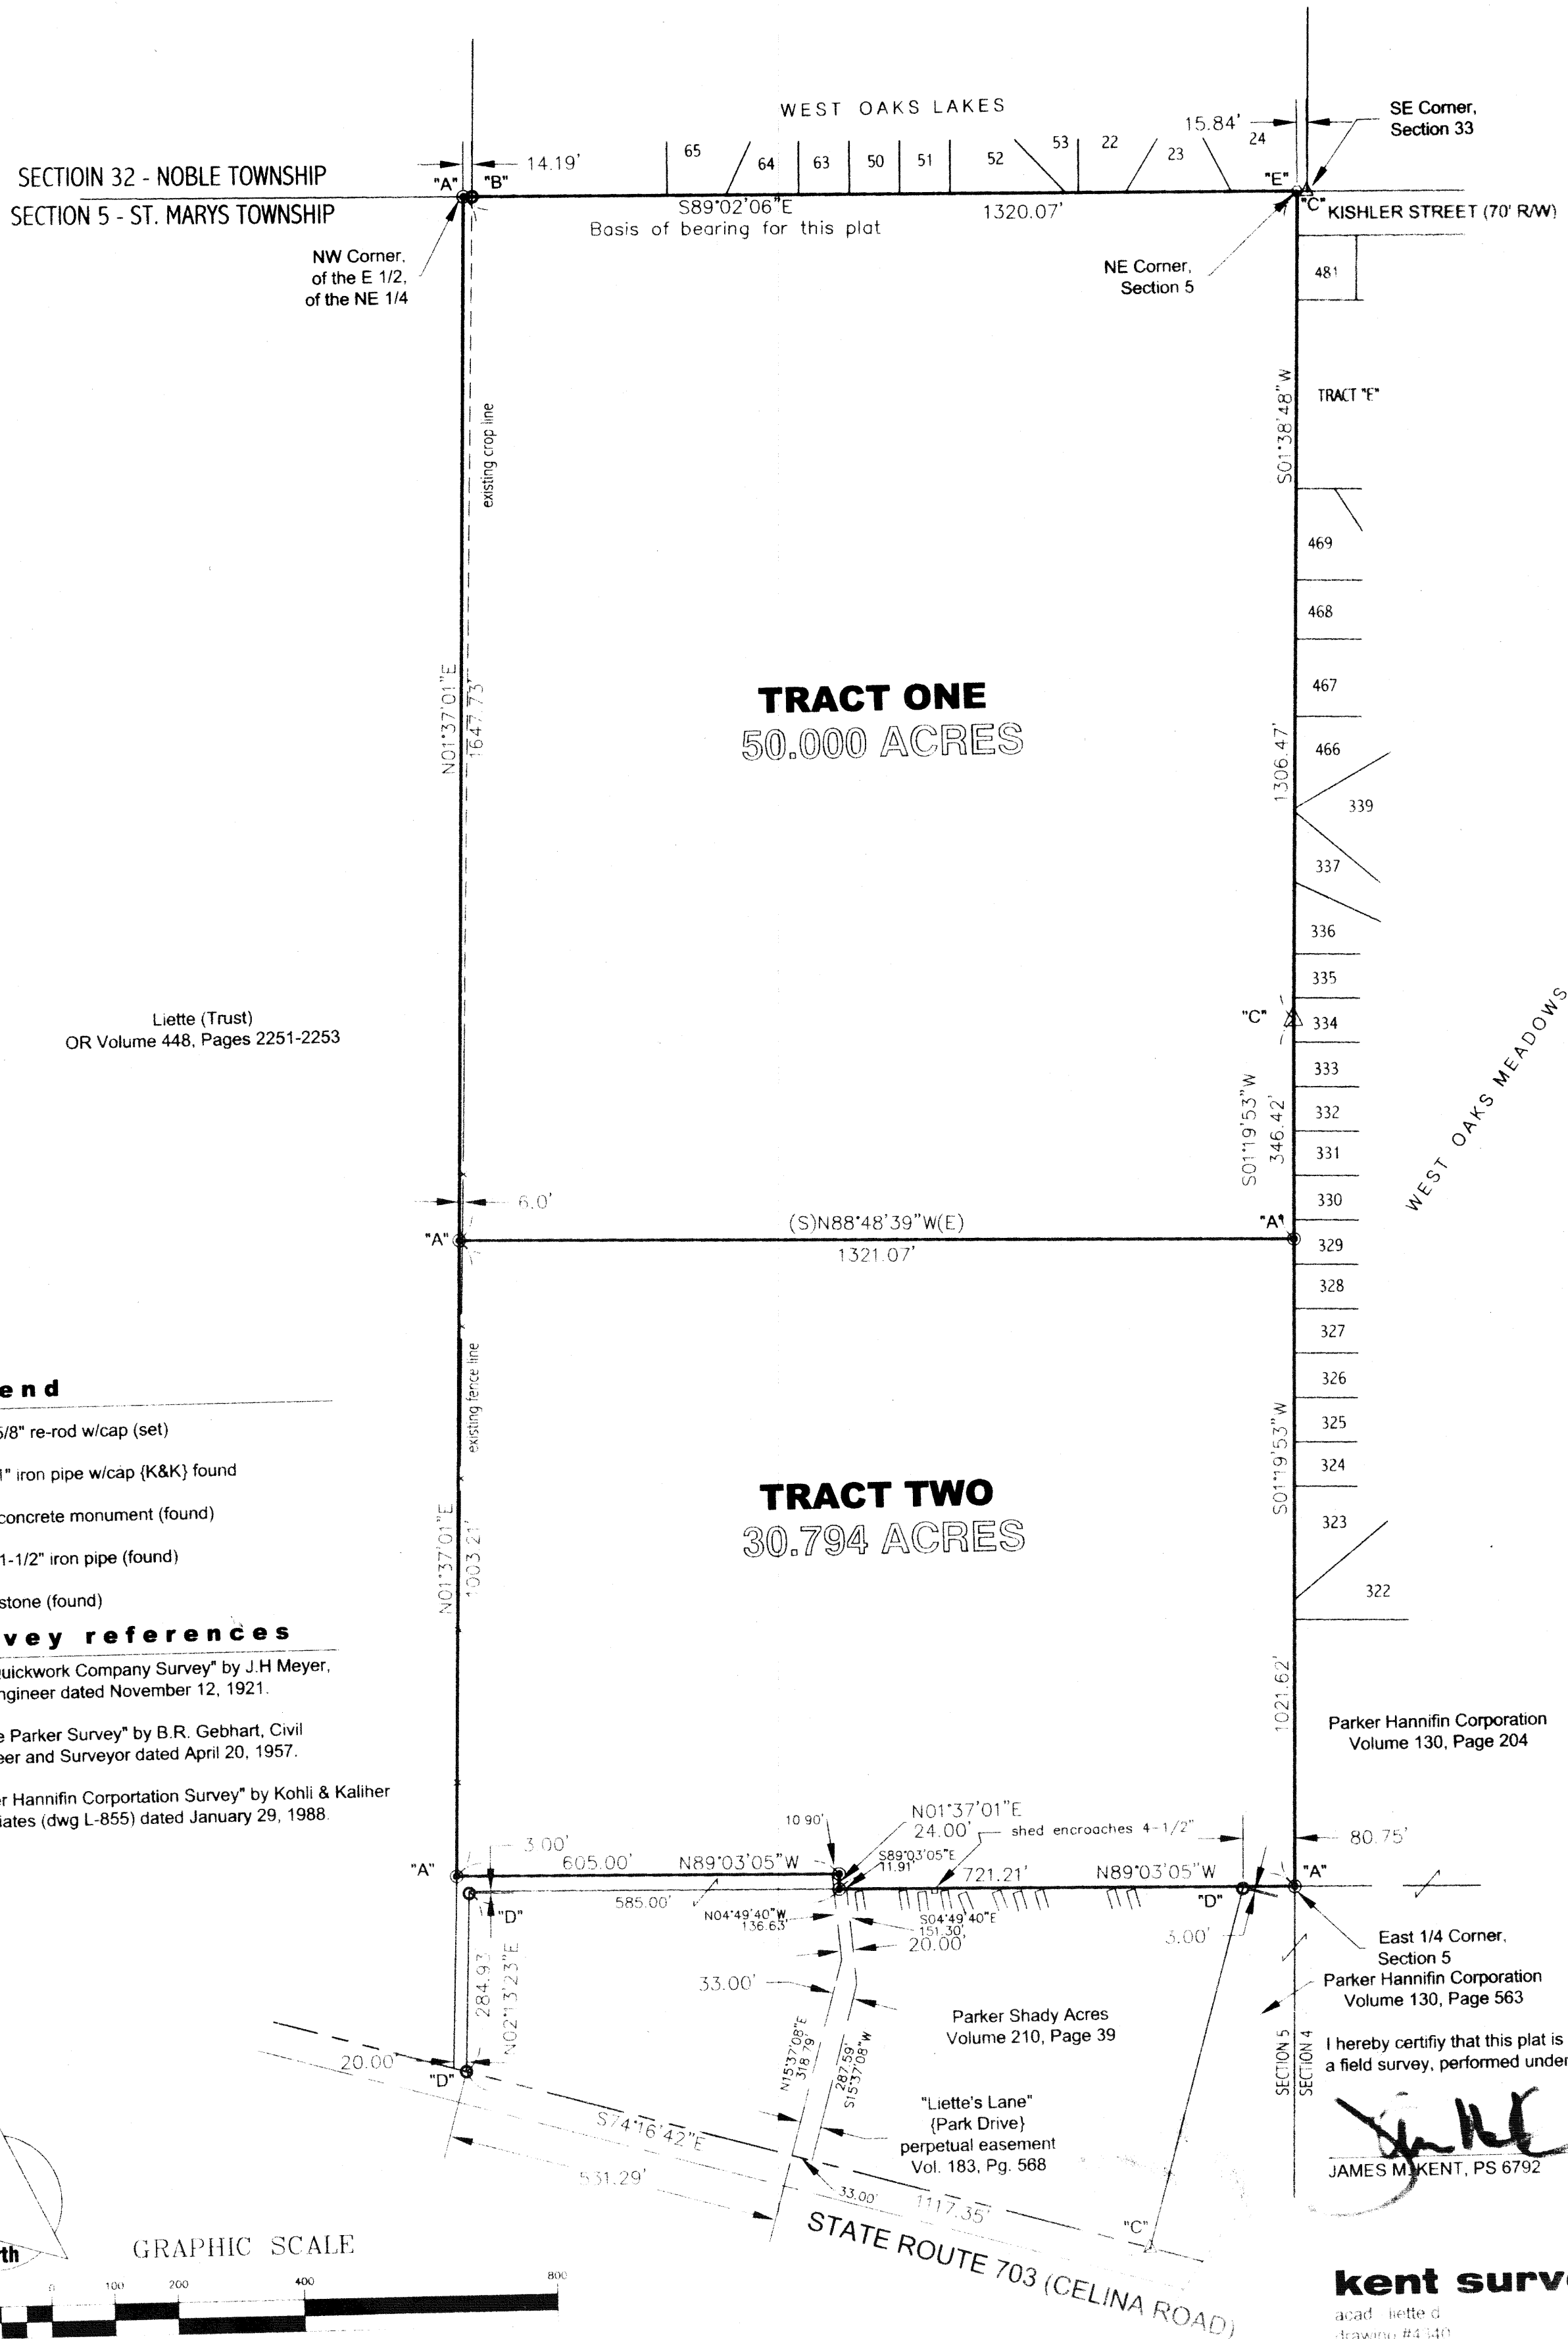 WEST OAKS LAKES
SE Corner,
Section 33
15.84'
14.19'
65
64
63
50
51
52
53
22
23
24
SECTIOIN 32 - NOBLE TOWNSHIP
"A"
"B"
"E"
"C"
SECTION 5 - ST. MARYS TOWNSHIP
S89°02'06"E
1320.07'
KISHLER STREET (70' R/W)
Basis of bearing for this plat
NW Corner,
of the E 1/2,
of the NE 1/4
NE Corner,
Section 5
481
existing crop line
S01°38'48"W
TRACT "E"
469
468
467
466
339
337
336
335
334
333
332
331
330
329
328
327
326
325
324
323
322
N01°37'01"E
1647.73'
TRACT ONE
50.000 ACRES
1306.47'
Liette (Trust)
OR Volume 448, Pages 2251-2253
"C"
S01°19'53"W
346.42'
WEST OAKS MEADOWS
6.0'
"A"
(S)N88°48'39"W(E)
1321.07'
"A"
existing fence line
N01°37'01"E
1003.21'
TRACT TWO
30.794 ACRES
S01°19'53"W
1021.62'
end
5/8" re-rod w/cap (set)
1" iron pipe w/cap {K&K} found
concrete monument (found)
1-1/2" iron pipe (found)
stone (found)
vey references
uickwork Company Survey" by J.H Meyer,
ngineer dated November 12, 1921.
e Parker Survey" by B.R. Gebhart, Civil
eer and Surveyor dated April 20, 1957.
r Hannifin Corportation Survey" by Kohli & Kaliher
iates (dwg L-855) dated January 29, 1988.
Parker Hannifin Corporation
Volume 130, Page 204
10.90'
N01°37'01"E
24.00'
shed encroaches 4-1/2"
80.75'
3.00'
"A"
605.00'
N89°03'05"W
S89°03'05"E
11.91'
721.21'
N89°03'05"W
"A"
"D"
585.00'
N04°49'40"W
136.63'
S04°49'40"E
151.30'
20.00'
"D"
3.00'
East 1/4 Corner,
Section 5
Parker Hannifin Corporation
Volume 130, Page 563
284.93'
N02°13'23"E
33.00'
Parker Shady Acres
Volume 210, Page 39
N15°37'08"E
318.79'
287.59'
S15°37'08"W
SECTION 5
SECTION 4
I hereby certifiy that this plat is
a field survey, performed under
20.00'
"D"
"Liette's Lane"
{Park Drive}
perpetual easement
Vol. 183, Pg. 568
S74°16'42"E
531.29'
33.00'
1117.35'
"C"
STATE ROUTE 703 (CELINA ROAD)
JAMES M. KENT, PS 6792
th
GRAPHIC SCALE
0
100
200
400
800
kent surve
acad liette d
drawing #4340